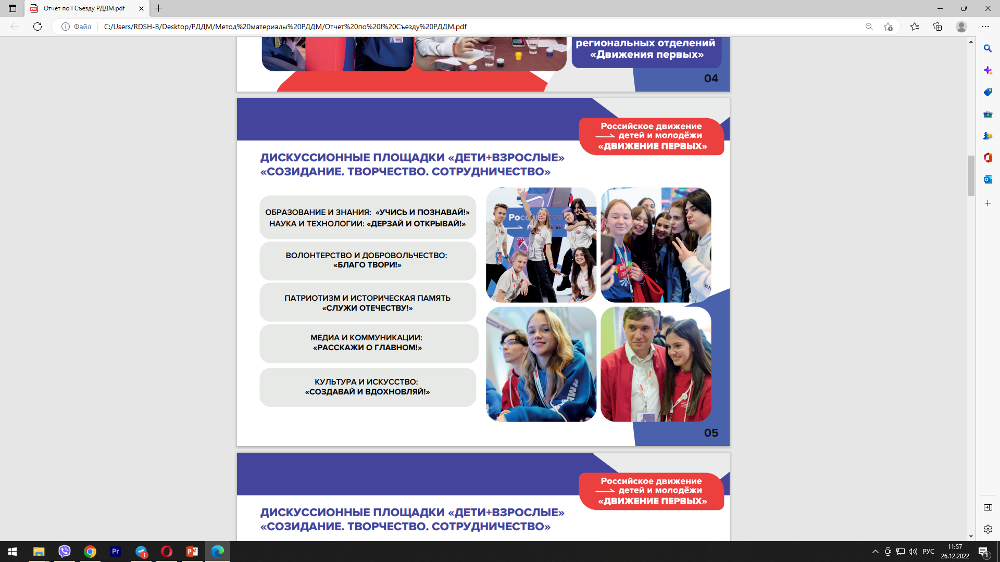 Отчет по I Съезду РДДМ.pdf
Файл
C:/Users/RDSH-B/Desktop/РДДМ/Метод%20материалы%20РДДМ/Отчет%20по%20I%20Съезду%20РДДМ.pdf
региональных отделений
«Движения первых»
04
Российское движение
детей и молодёжи
«ДВИЖЕНИЕ ПЕРВЫХ»
ДИСКУССИОННЫЕ ПЛОЩАДКИ «ДЕТИ+ВЗРОСЛЫЕ»
«СОЗИДАНИЕ. ТВОРЧЕСТВО. СОТРУДНИЧЕСТВО»
ОБРАЗОВАНИЕ И ЗНАНИЯ: «УЧИСЬ И ПОЗНАВАЙ!»
НАУКА И ТЕХНОЛОГИИ: «ДЕРЗАЙ И ОТКРЫВАЙ!»
ВОЛОНТЕРСТВО И ДОБРОВОЛЬЧЕСТВО:
«БЛАГО ТВОРИ!»
ПАТРИОТИЗМ И ИСТОРИЧЕСКАЯ ПАМЯТЬ
«СЛУЖИ ОТЕЧЕСТВУ!»
МЕДИА И КОММУНИКАЦИИ:
«РАССКАЖИ О ГЛАВНОМ!»
КУЛЬТУРА И ИСКУССТВО:
«СОЗДАВАЙ И ВДОХНОВЛЯЙ!»
05
Российское движение
детей и молодёжи
«ДВИЖЕНИЕ ПЕРВЫХ»
ДИСКУССИОННЫЕ ПЛОЩАДКИ «ДЕТИ+ВЗРОСЛЫЕ»
«СОЗИДАНИЕ. ТВОРЧЕСТВО. СОТРУДНИЧЕСТВО»
Pr
1
РУС
11:57
26.12.2022
1